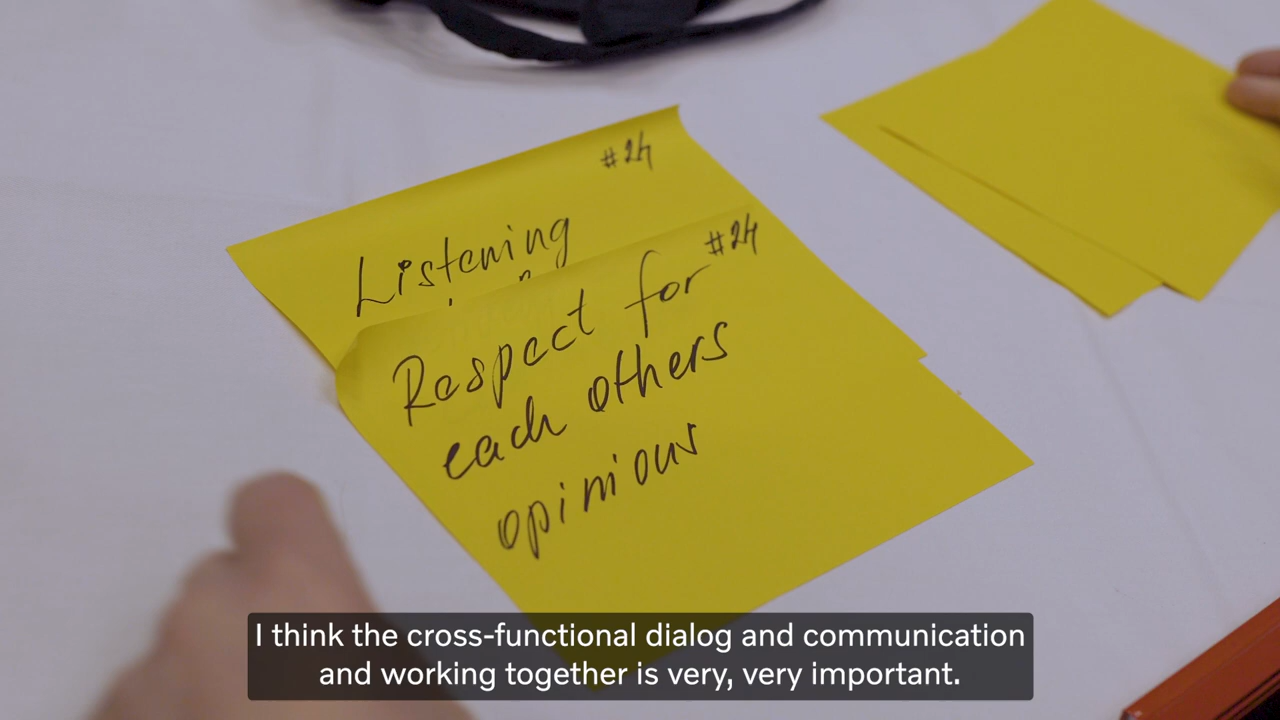 #24
Listening
#24
Respect for
each others
opinions
I think the cross-functional dialog and communication
and working together is very, very important.